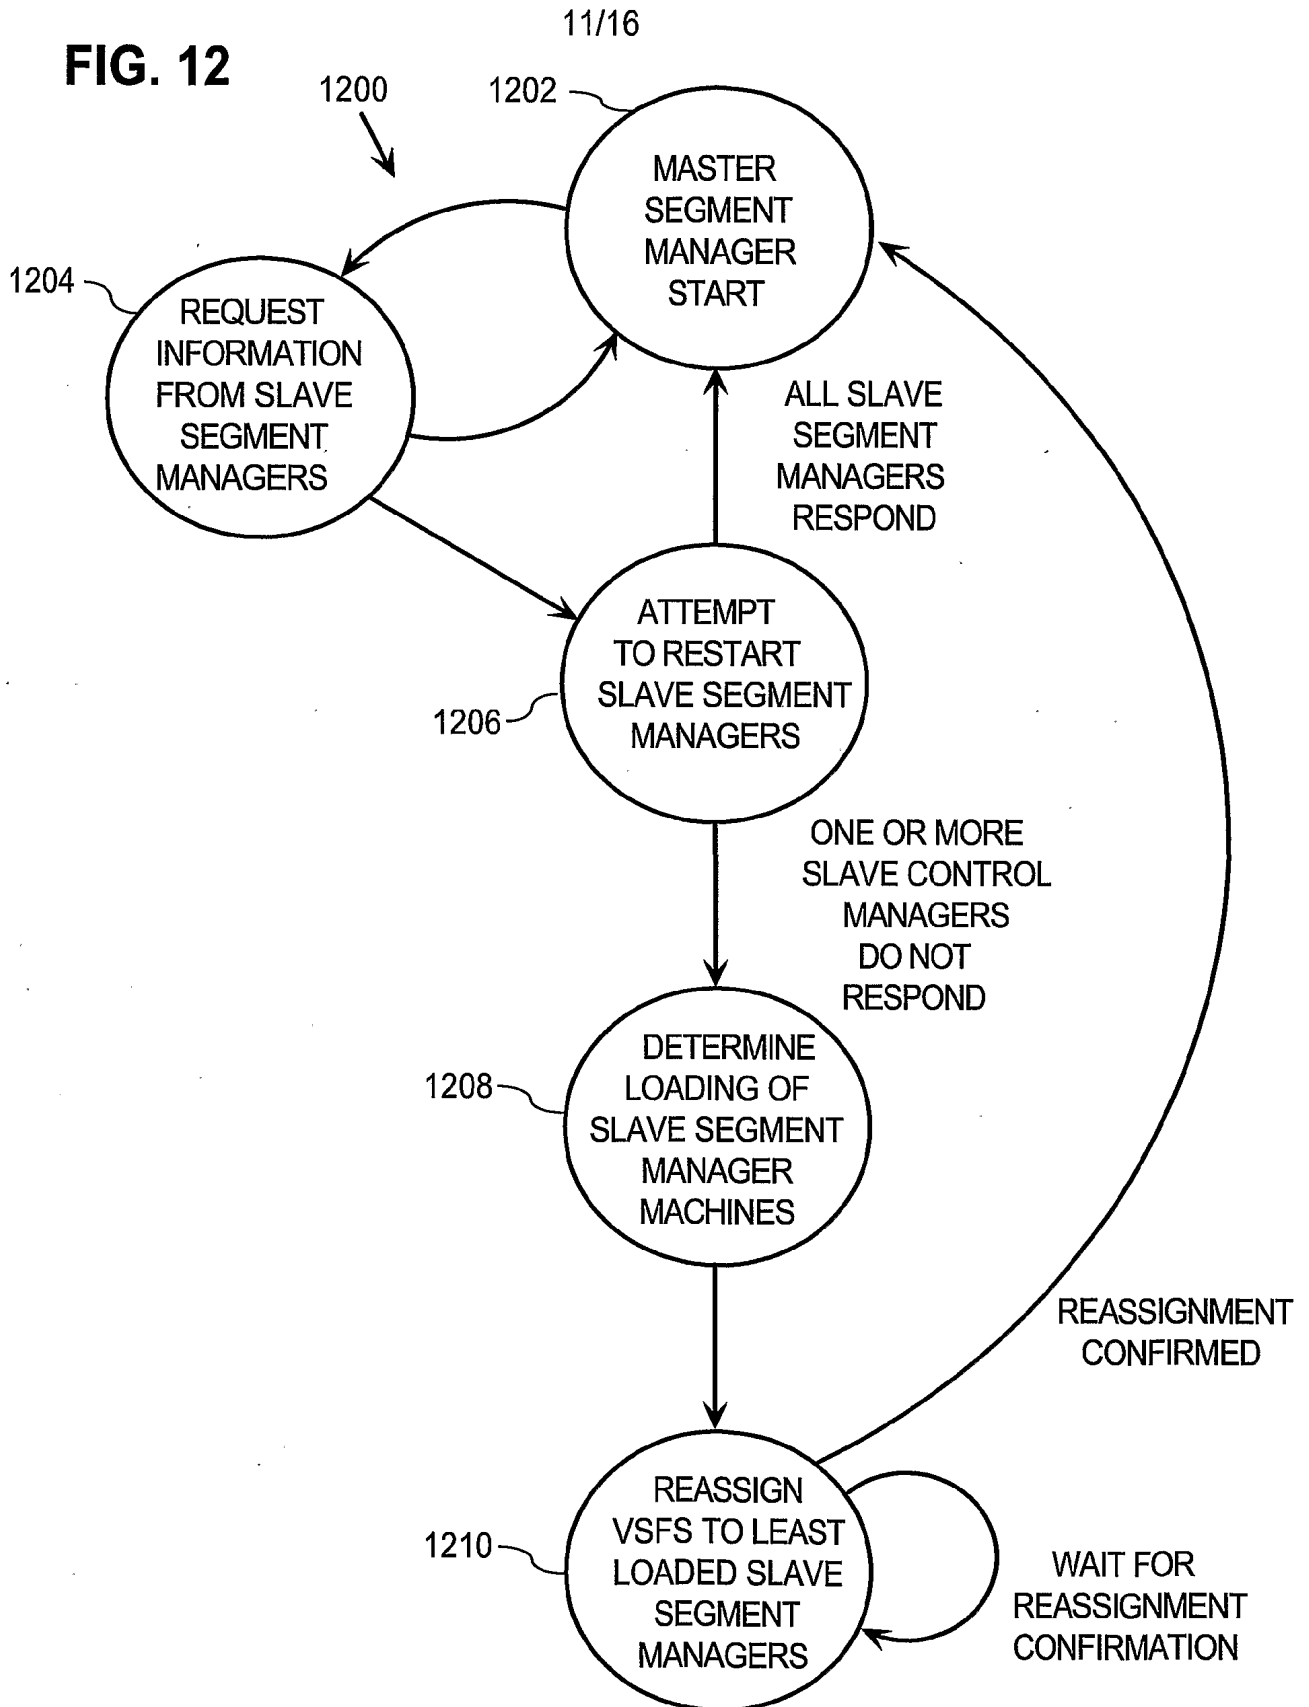 11/16
FIG. 12
1200
1202
MASTER
SEGMENT
MANAGER
START
1204
REQUEST
INFORMATION
FROM SLAVE
SEGMENT
MANAGERS
ALL SLAVE
SEGMENT
MANAGERS
RESPOND
ATTEMPT
TO RESTART
SLAVE SEGMENT
MANAGERS
1206
ONE OR MORE
SLAVE CONTROL
MANAGERS
DO NOT
RESPOND
1208
DETERMINE
LOADING OF
SLAVE SEGMENT
MANAGER
MACHINES
REASSIGNMENT
CONFIRMED
1210
REASSIGN
VSFS TO LEAST
LOADED SLAVE
SEGMENT
MANAGERS
WAIT FOR
REASSIGNMENT
CONFIRMATION